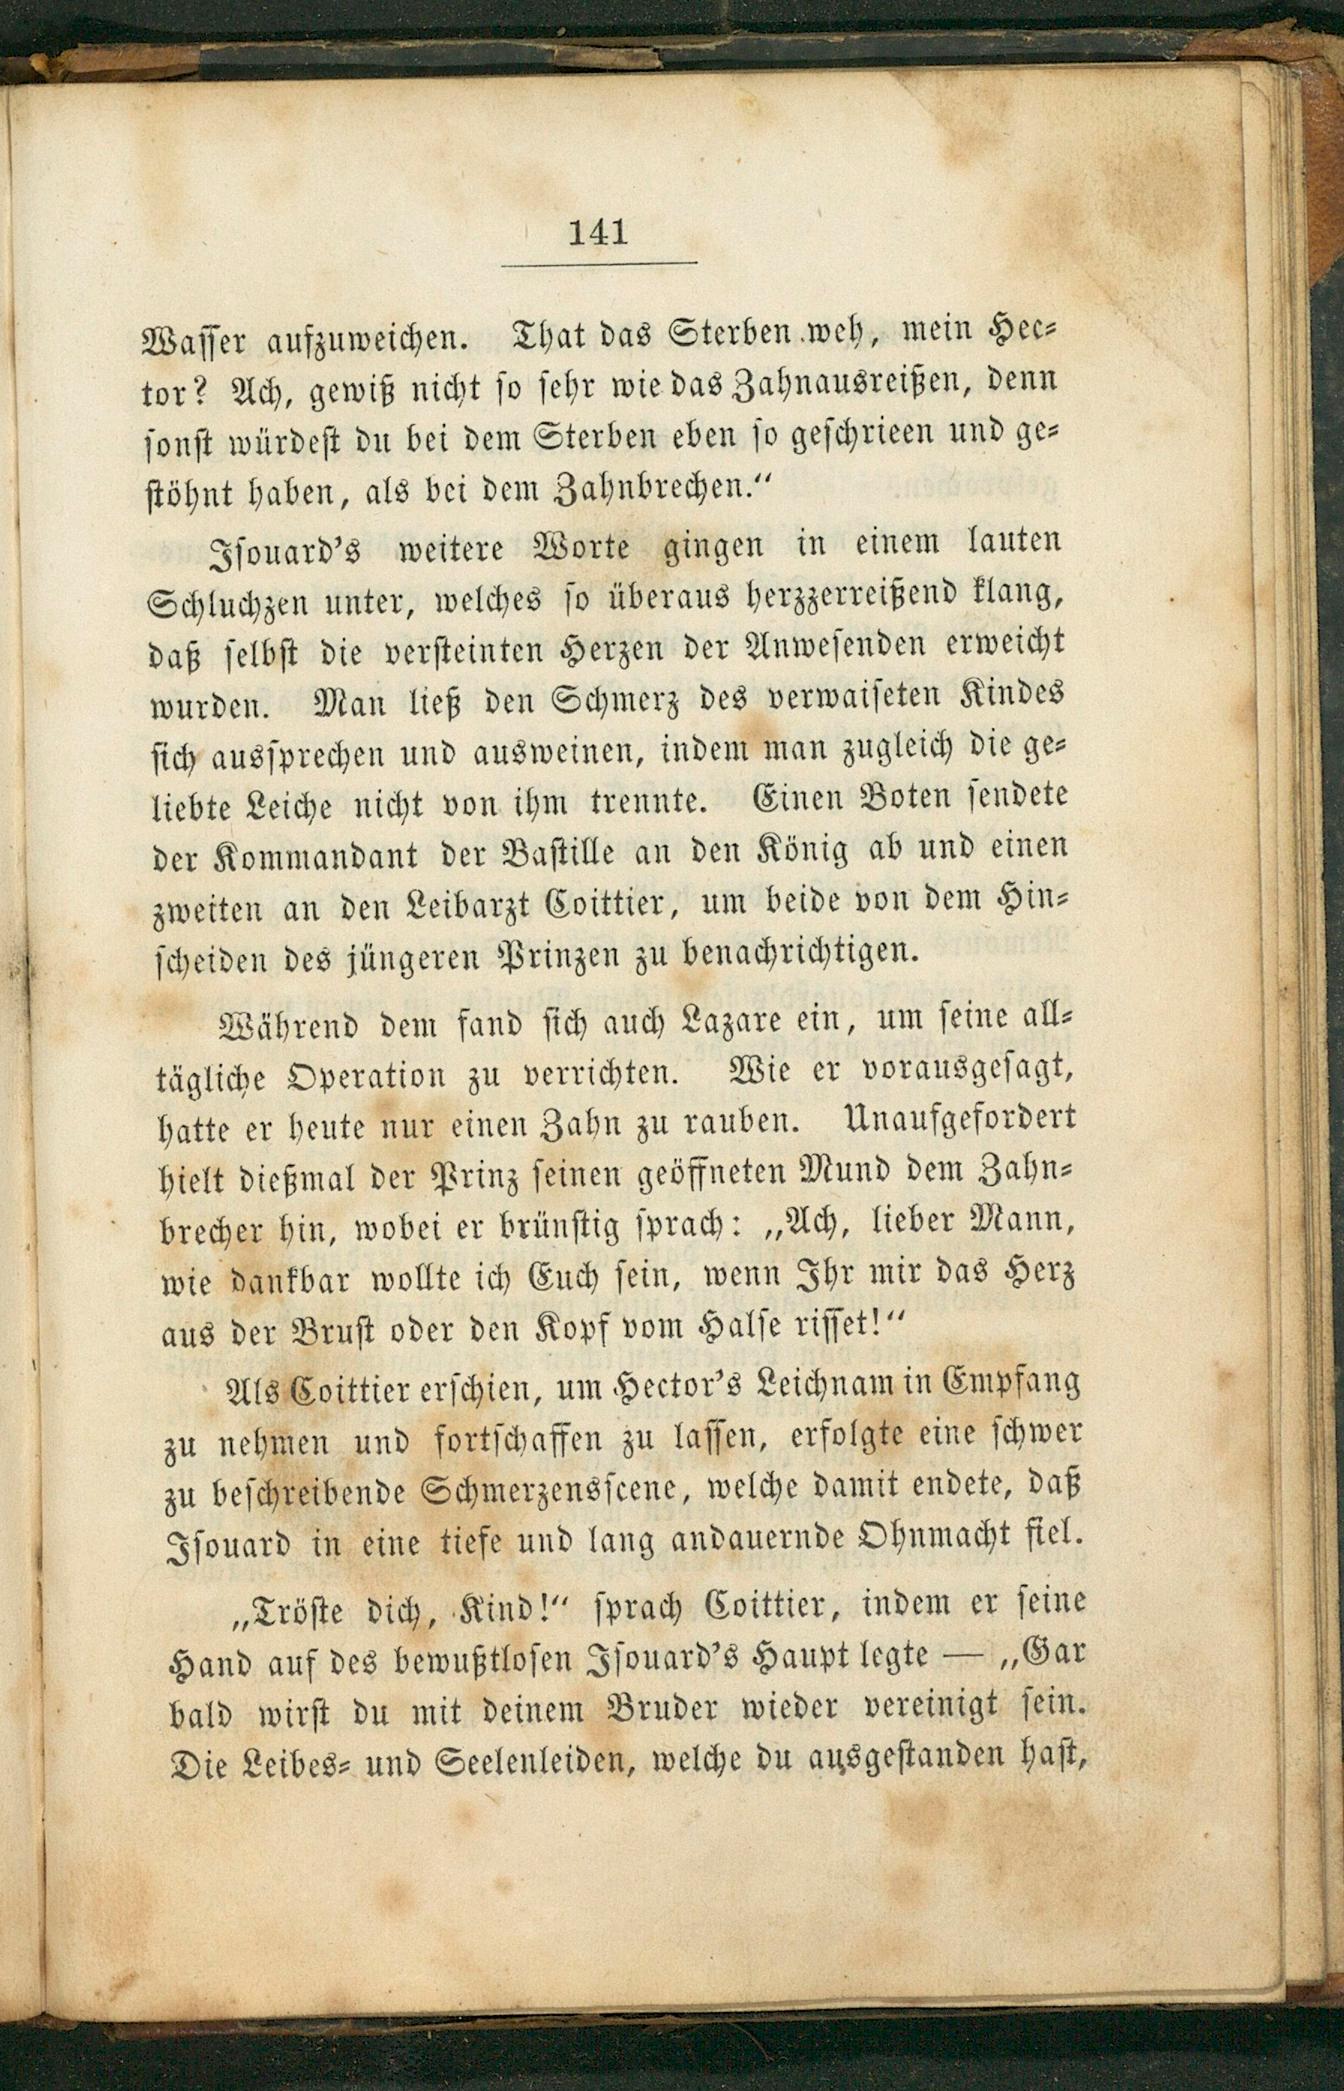 141
Wasser aufzuweichen. That das Sterben weh, mein Hec-
tor? Ach, gewiß nicht so sehr wie das Zahnausreißen, denn
sonst würdest du bei dem Sterben eben so geschrieen und ge-
stöhnt haben, als bei dem Zahnbrechen.“
Isouard's weitere Worte gingen in einem lauten
Schluchzen unter, welches so überaus herzzerreißend klang,
daß selbst die versteinten Herzen der Anwesenden erweicht
wurden. Man ließ den Schmerz des verwaiseten Kindes
sich aussprechen und ausweinen, indem man zugleich die ge-
liebte Leiche nicht von ihm trennte. Einen Boten sendete
der Kommandant der Bastille an den König ab und einen
zweiten an den Leibarzt Coittier, um beide von dem Hin-
scheiden des jüngeren Prinzen zu benachrichtigen.
Während dem fand sich auch Lazare ein, um seine all-
tägliche Operation zu verrichten. Wie er vorausgesagt,
hatte er heute nur einen Zahn zu rauben. Unaufgefordert
hielt dießmal der Prinz seinen geöffneten Mund dem Zahn-
brecher hin, wobei er brünstig sprach: „Ach, lieber Mann,
wie dankbar wollte ich Euch sein, wenn Ihr mir das Herz
aus der Brust oder den Kopf vom Halse risset!“
Als Coittier erschien, um Hector's Leichnam in Empfang
zu nehmen und fortschaffen zu lassen, erfolgte eine schwer
zu beschreibende Schmerzensscene, welche damit endete, daß
Isouard in eine tiefe und lang andauernde Ohnmacht fiel.
„Tröste dich, Kind!“ sprach Coittier, indem er seine
Hand auf des bewußtlosen Isouard's Haupt legte — „Gar
bald wirst du mit deinem Bruder wieder vereinigt sein.
Die Leibes- und Seelenleiden, welche du ausgestanden hast,